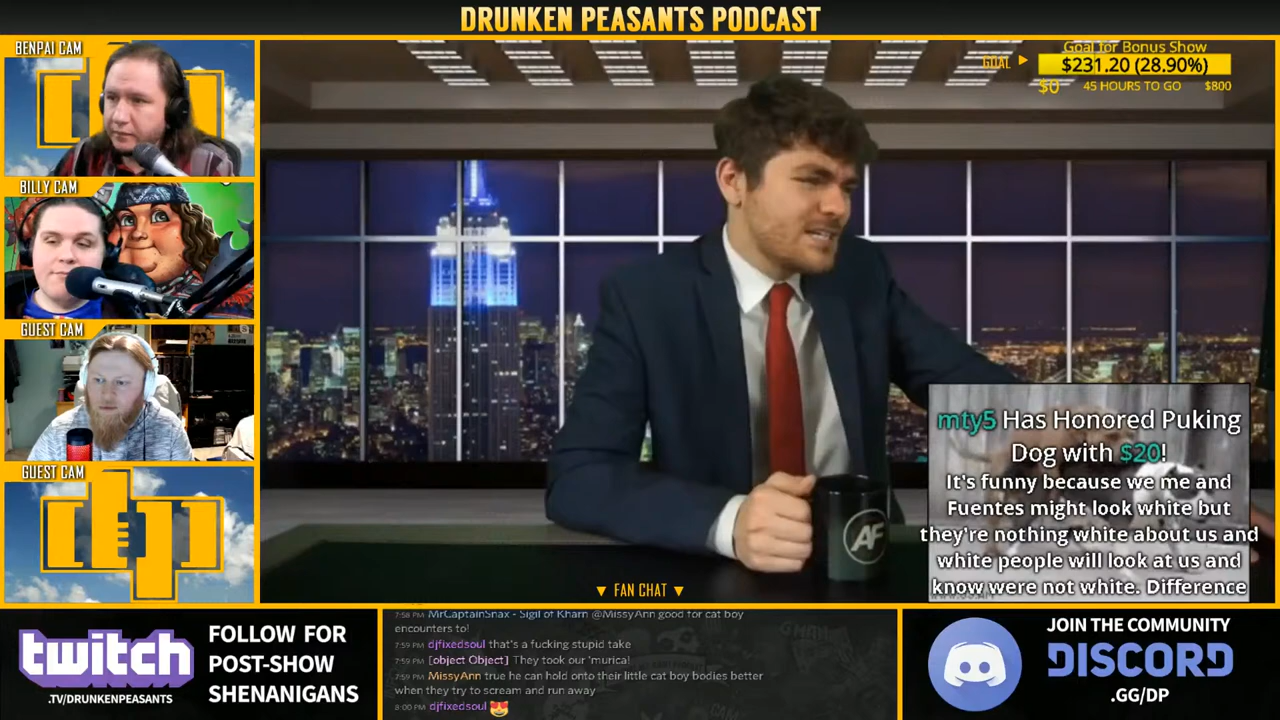 DRUNKEN PEASANTS PODCAST
BENPAI CAM
BILLY CAM
GUEST CAM
GUEST CAM
Goal for Bonus Show
GOAL
$231.20 (28.90%)
$0
45 HOURS TO GO
$800
AF
mty5 Has Honored Puking
Dog with $20!
It's funny because we me and
Fuentes might look white but
they're nothing white about us and
white people will look at us and
know were not white. Difference
▼ FAN CHAT ▼
7:58 PM MrCaptainSnax - Sigil of Kharn @MissyAnn good for cat boy
encounters to!
7:59 PM djfixedsoul that's a fucking stupid take
7:59 PM [object Object] They took our 'murica!
7:59 PM MissyAnn true he can hold onto their little cat boy bodies better
when they try to scream and run away
8:00 PM djfixedsoul
twitch
.TV/DRUNKENPEASANTS
FOLLOW FOR
POST-SHOW
SHENANIGANS
JOIN THE COMMUNITY
DISCORD
.GG/DP